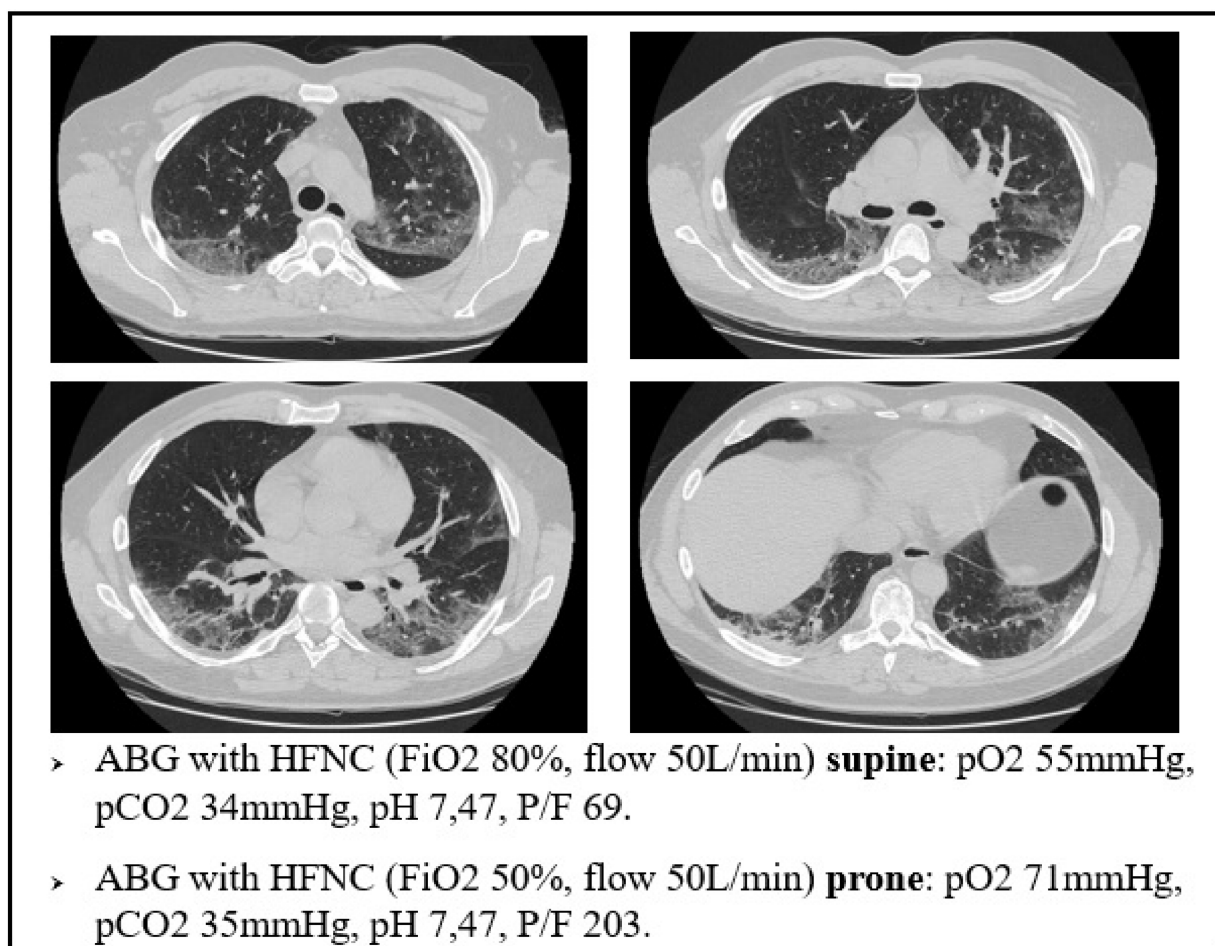 ➤ ABG with HFNC (FiO2 80%, flow 50L/min) supine: pO2 55mmHg,
pCO2 34mmHg, pH 7,47, P/F 69.
➤ ABG with HFNC (FiO2 50%, flow 50L/min) prone: pO2 71mmHg,
pCO2 35mmHg, pH 7,47, P/F 203.